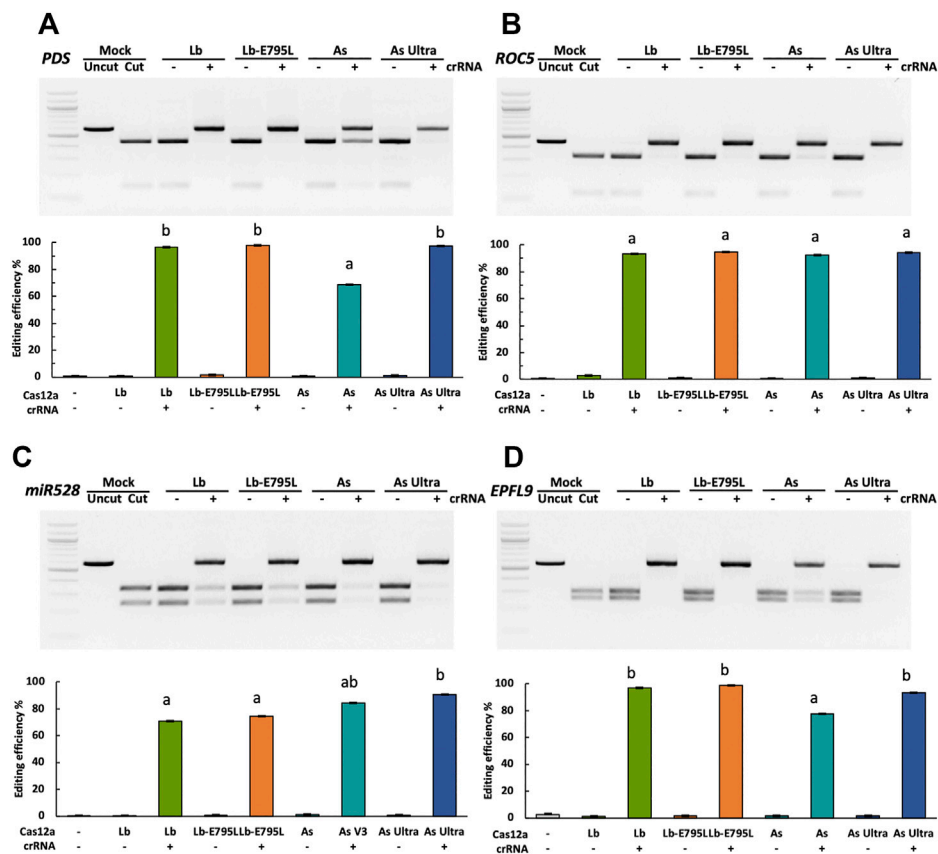 A
Mock Lb Lb-E795L As As Ultra
PDS Uncut Cut - + - + - + - + crRNA
Editing efficiency %
100
80
60
40
20
0
b b a b
Cas12a - Lb Lb Lb-E795L Lb-E795L As As As Ultra As Ultra
crRNA - - + - + - + - +
B
Mock Lb Lb-E795L As As Ultra
ROC5 Uncut Cut - + - + - + - + crRNA
Editing efficiency %
100
80
60
40
20
0
a a a a
Cas12a - Lb Lb Lb-E795L Lb-E795L As As As Ultra As Ultra
crRNA - - + - + - + - +
C
Mock Lb Lb-E795L As As Ultra
miR528 Uncut Cut - + - + - + - + crRNA
Editing efficiency %
100
80
60
40
20
0
a a ab b
Cas12a - Lb Lb Lb-E795L Lb-E795L As As V3 As Ultra As Ultra
crRNA - - + - + - + - +
D
Mock Lb Lb-E795L As As Ultra
EPFL9 Uncut Cut - + - + - + - + crRNA
Editing efficiency %
100
80
60
40
20
0
b b a b
Cas12a - Lb Lb Lb-E795L Lb-E795L As As As Ultra As Ultra
crRNA - - + - + - + - +